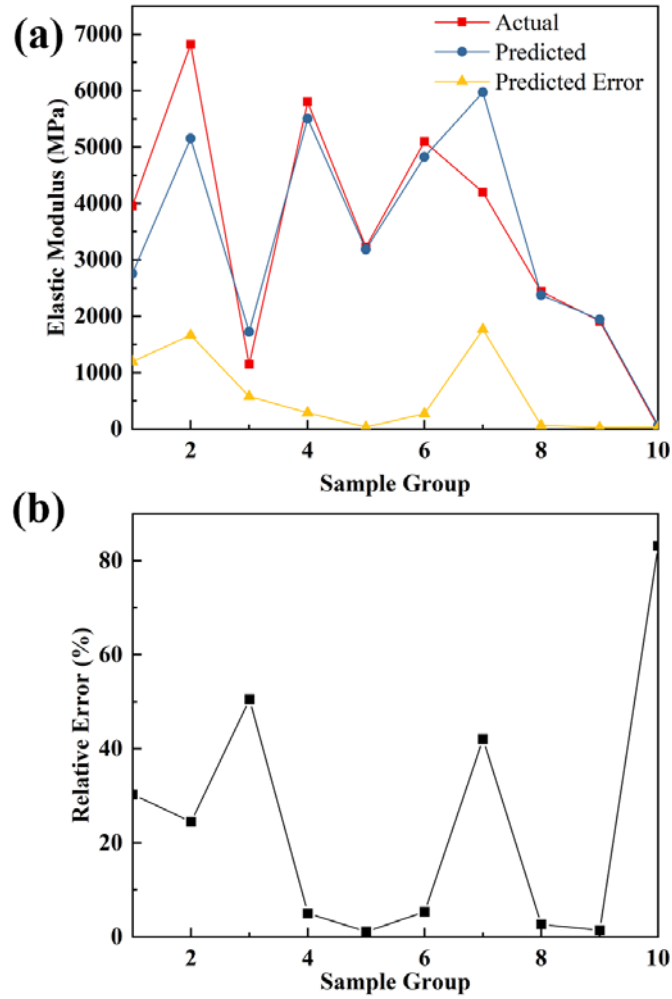 (a)
Actual
Predicted
Predicted Error
7000
6000
5000
4000
3000
2000
1000
0
Elastic Modulus (MPa)
2
4
6
8
10
Sample Group
(b)
80
60
40
20
0
Relative Error (%)
2
4
6
8
10
Sample Group